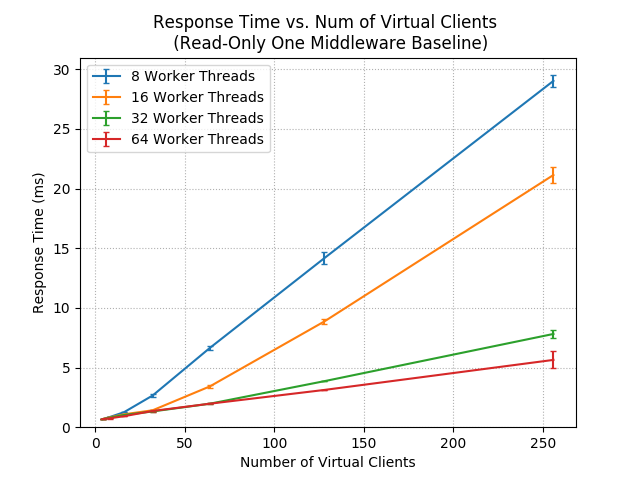 Response Time vs. Num of Virtual Clients
(Read-Only One Middleware Baseline)
8 Worker Threads
16 Worker Threads
32 Worker Threads
64 Worker Threads
Response Time (ms)
30
25
20
15
10
5
0
0 50 100 150 200 250
Number of Virtual Clients